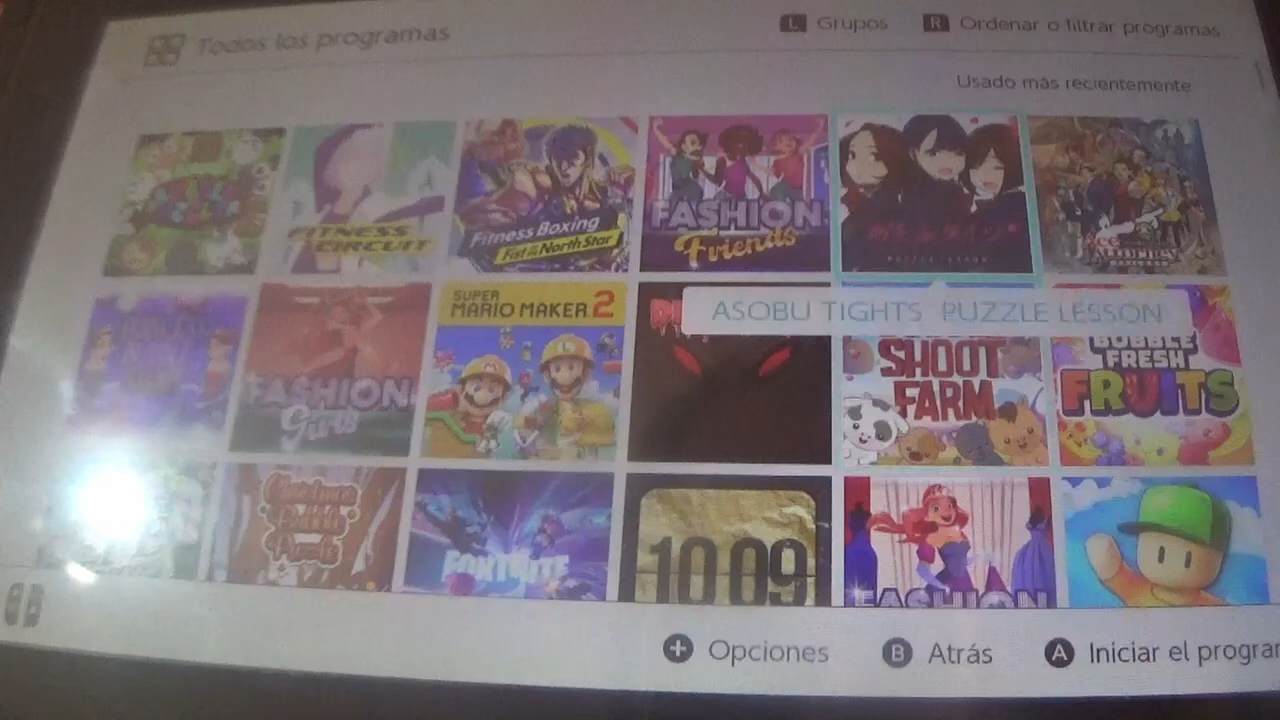 Todos los programas
L Grupos
R Ordenar o filtrar programas
Usado más recientemente
FITNESS
CIRCUIT
Fitness Boxing
Fist of the North Star
FASHION
Friends
ASOBU TIGHTS PUZZLE LESSON
FASHION
Girls
SUPER
MARIO MAKER 2
SHOOT
FARM
BUBBLE
FRESH
FRUITS
Bubble
FORTNITE
10:09
FASHION
+ Opciones
B Atrás
A Iniciar el program